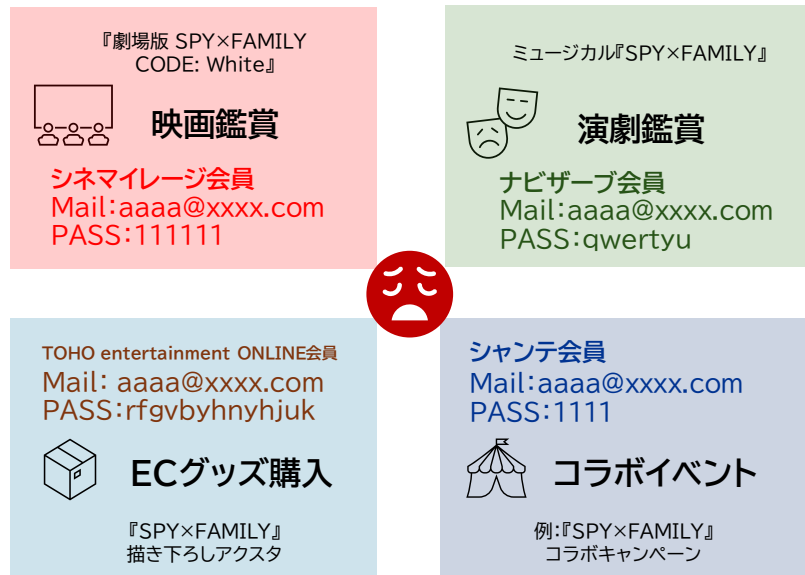 『劇場版 SPY×FAMILY
CODE: White』
映画鑑賞
シネマイレージ会員
Mail:aaaa@xxxx.com
PASS:111111
ミュージカル『SPY×FAMILY』
演劇鑑賞
ナビザーブ会員
Mail:aaaa@xxxx.com
PASS:qwertyu
TOHO entertainment ONLINE会員
Mail: aaaa@xxxx.com
PASS:rfgvbyhnyhjuk
ECグッズ購入
『SPY×FAMILY』
描き下ろしアクスタ
シャンテ会員
Mail:aaaa@xxxx.com
PASS:1111
コラボイベント
例:『SPY×FAMILY』
コラボキャンペーン